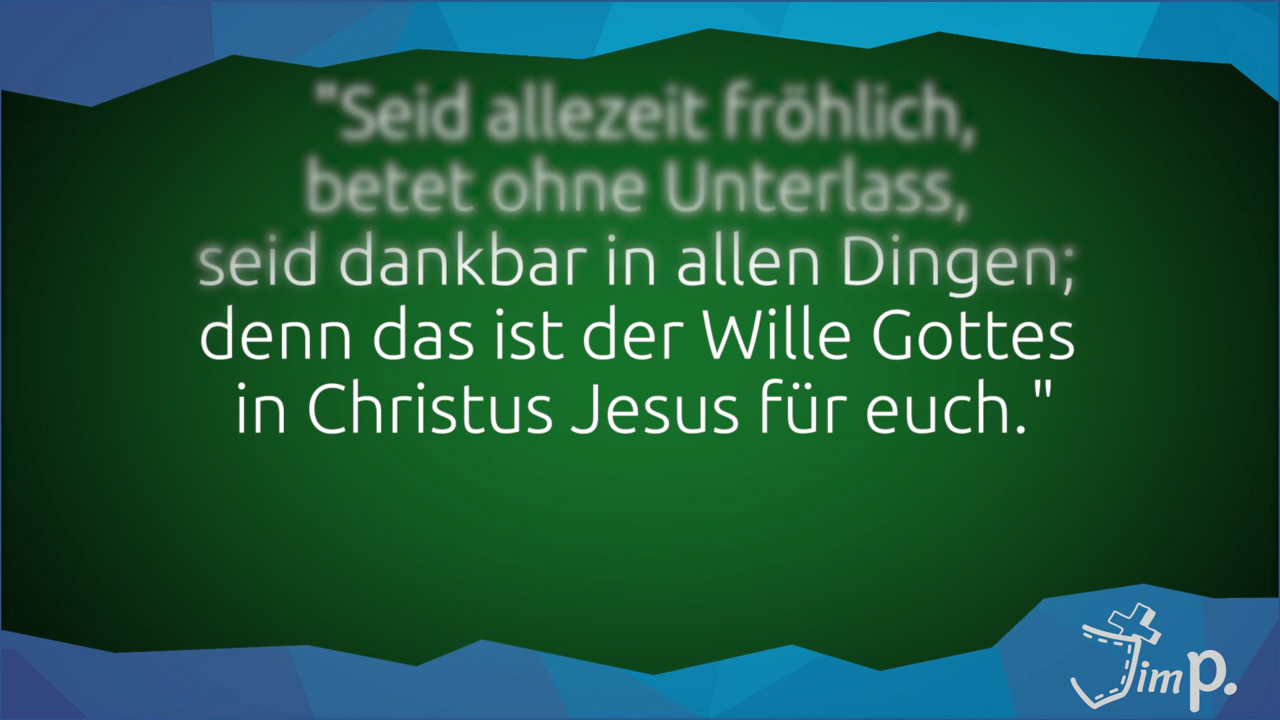 "Seid allezeit fröhlich,
betet ohne Unterlass,
seid dankbar in allen Dingen;
denn das ist der Wille Gottes
in Christus Jesus für euch."
Jim P.